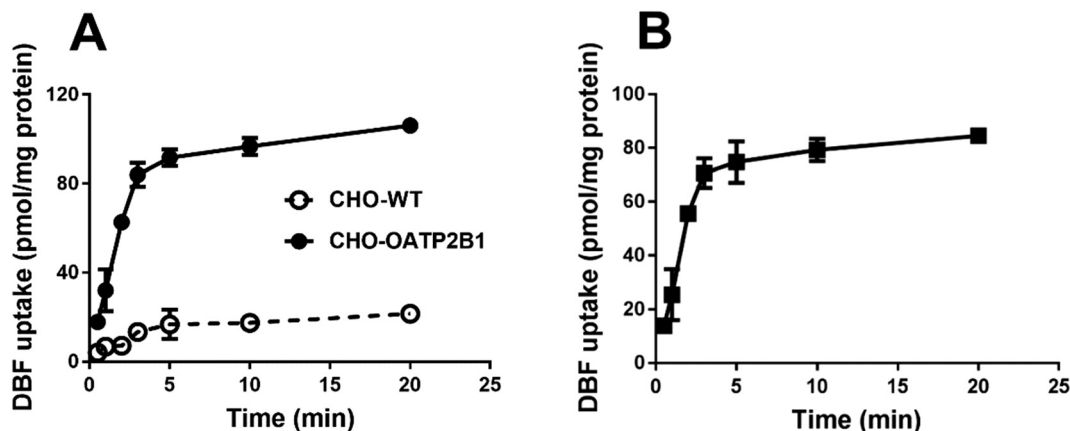 A
DBF uptake (pmol/mg protein)
120
80
40
0
0 5 10 15 20 25
Time (min)
CHO-WT
CHO-OATP2B1
B
DBF uptake (pmol/mg protein)
100
80
60
40
20
0
0 5 10 15 20 25
Time (min)